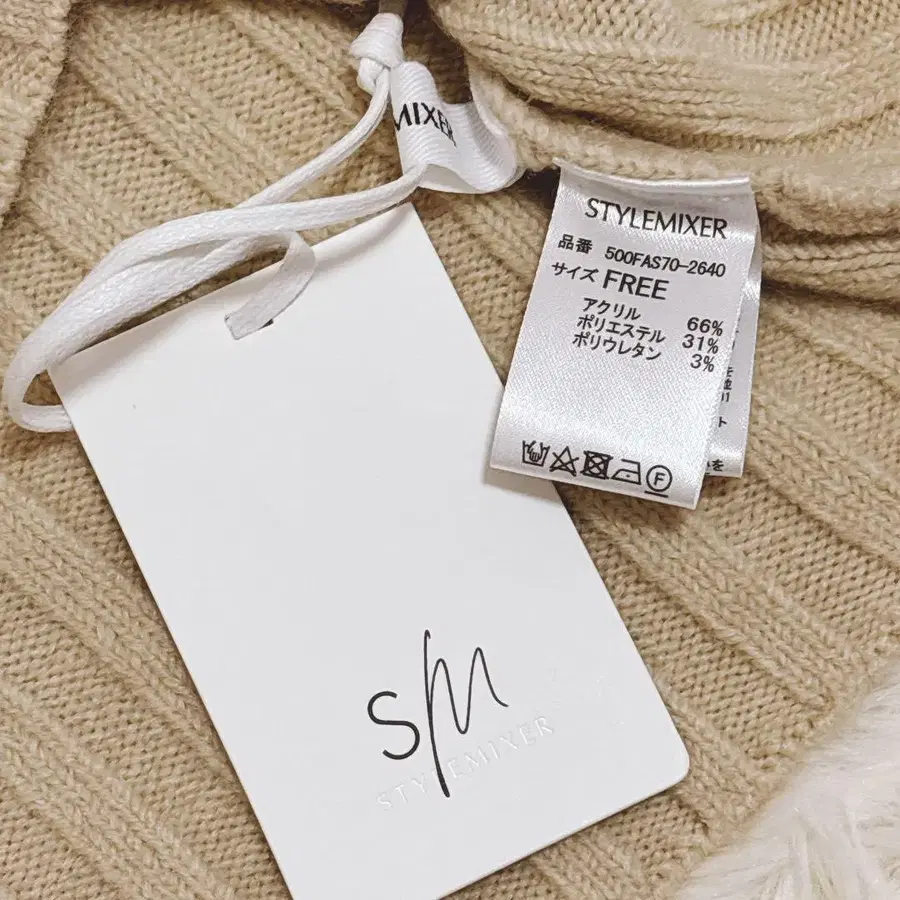 MIXER
STYLEMIXER
品番 500FAS70-2640
サイズ FREE
アクリル 66%
ポリエステル 31%
ポリウレタン 3%
F
S/M
STYLEMIXER